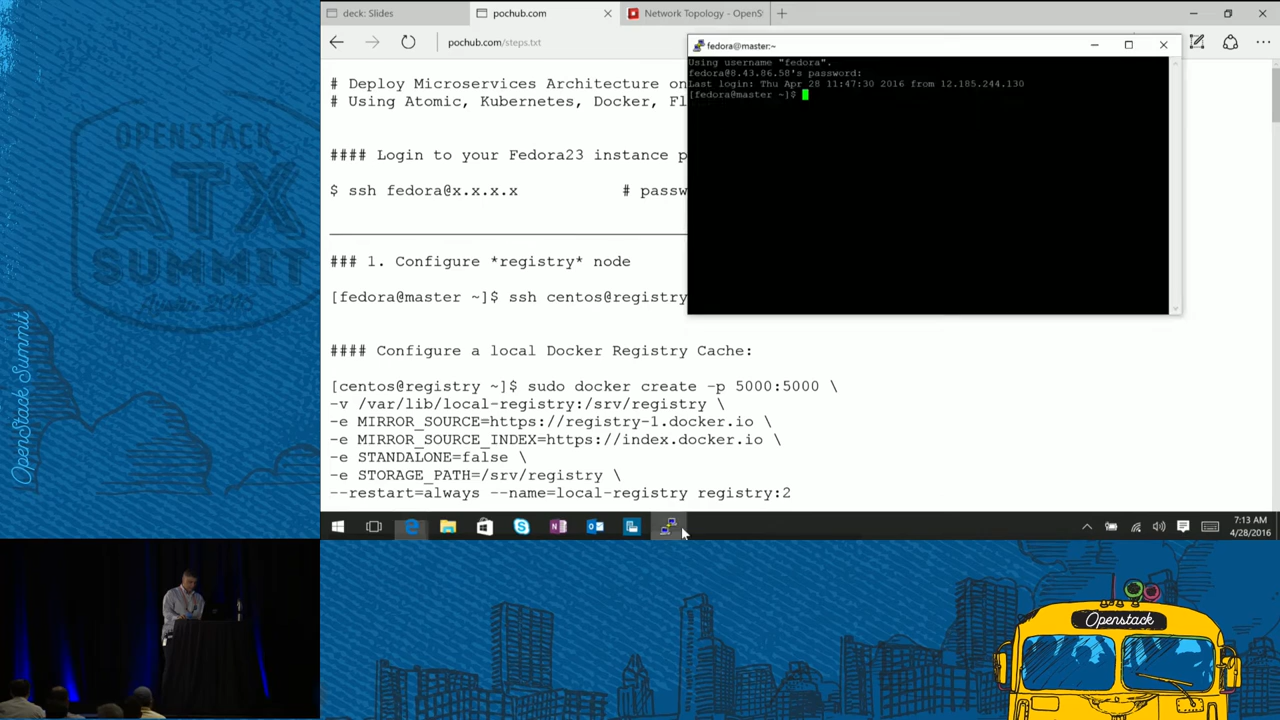 deck: Slides
pochub.com
Network Topology - OpenS
pochub.com/steps.txt
# Deploy Microservices Architecture on
# Using Atomic, Kubernetes, Docker, Fl
#### Login to your Fedora23 instance p
$ ssh fedora@x.x.x.x # passw
### 1. Configure *registry* node
[fedora@master ~]$ ssh centos@registry
#### Configure a local Docker Registry Cache:
[centos@registry ~]$ sudo docker create -p 5000:5000 \
-v /var/lib/local-registry:/srv/registry \
-e MIRROR_SOURCE=https://registry-1.docker.io \
-e MIRROR_SOURCE_INDEX=https://index.docker.io \
-e STANDALONE=false \
-e STORAGE_PATH=/srv/registry \
--restart=always --name=local-registry registry:2
fedora@master:~
Using username "fedora".
fedora@8.43.86.58's password:
Last login: Thu Apr 28 11:47:30 2016 from 12.185.244.130
[fedora@master ~]$
7:13 AM
4/28/2016
OPENSTACK
ATX
SUMMIT
Austin 2016
OpenStack Summit
Openstack